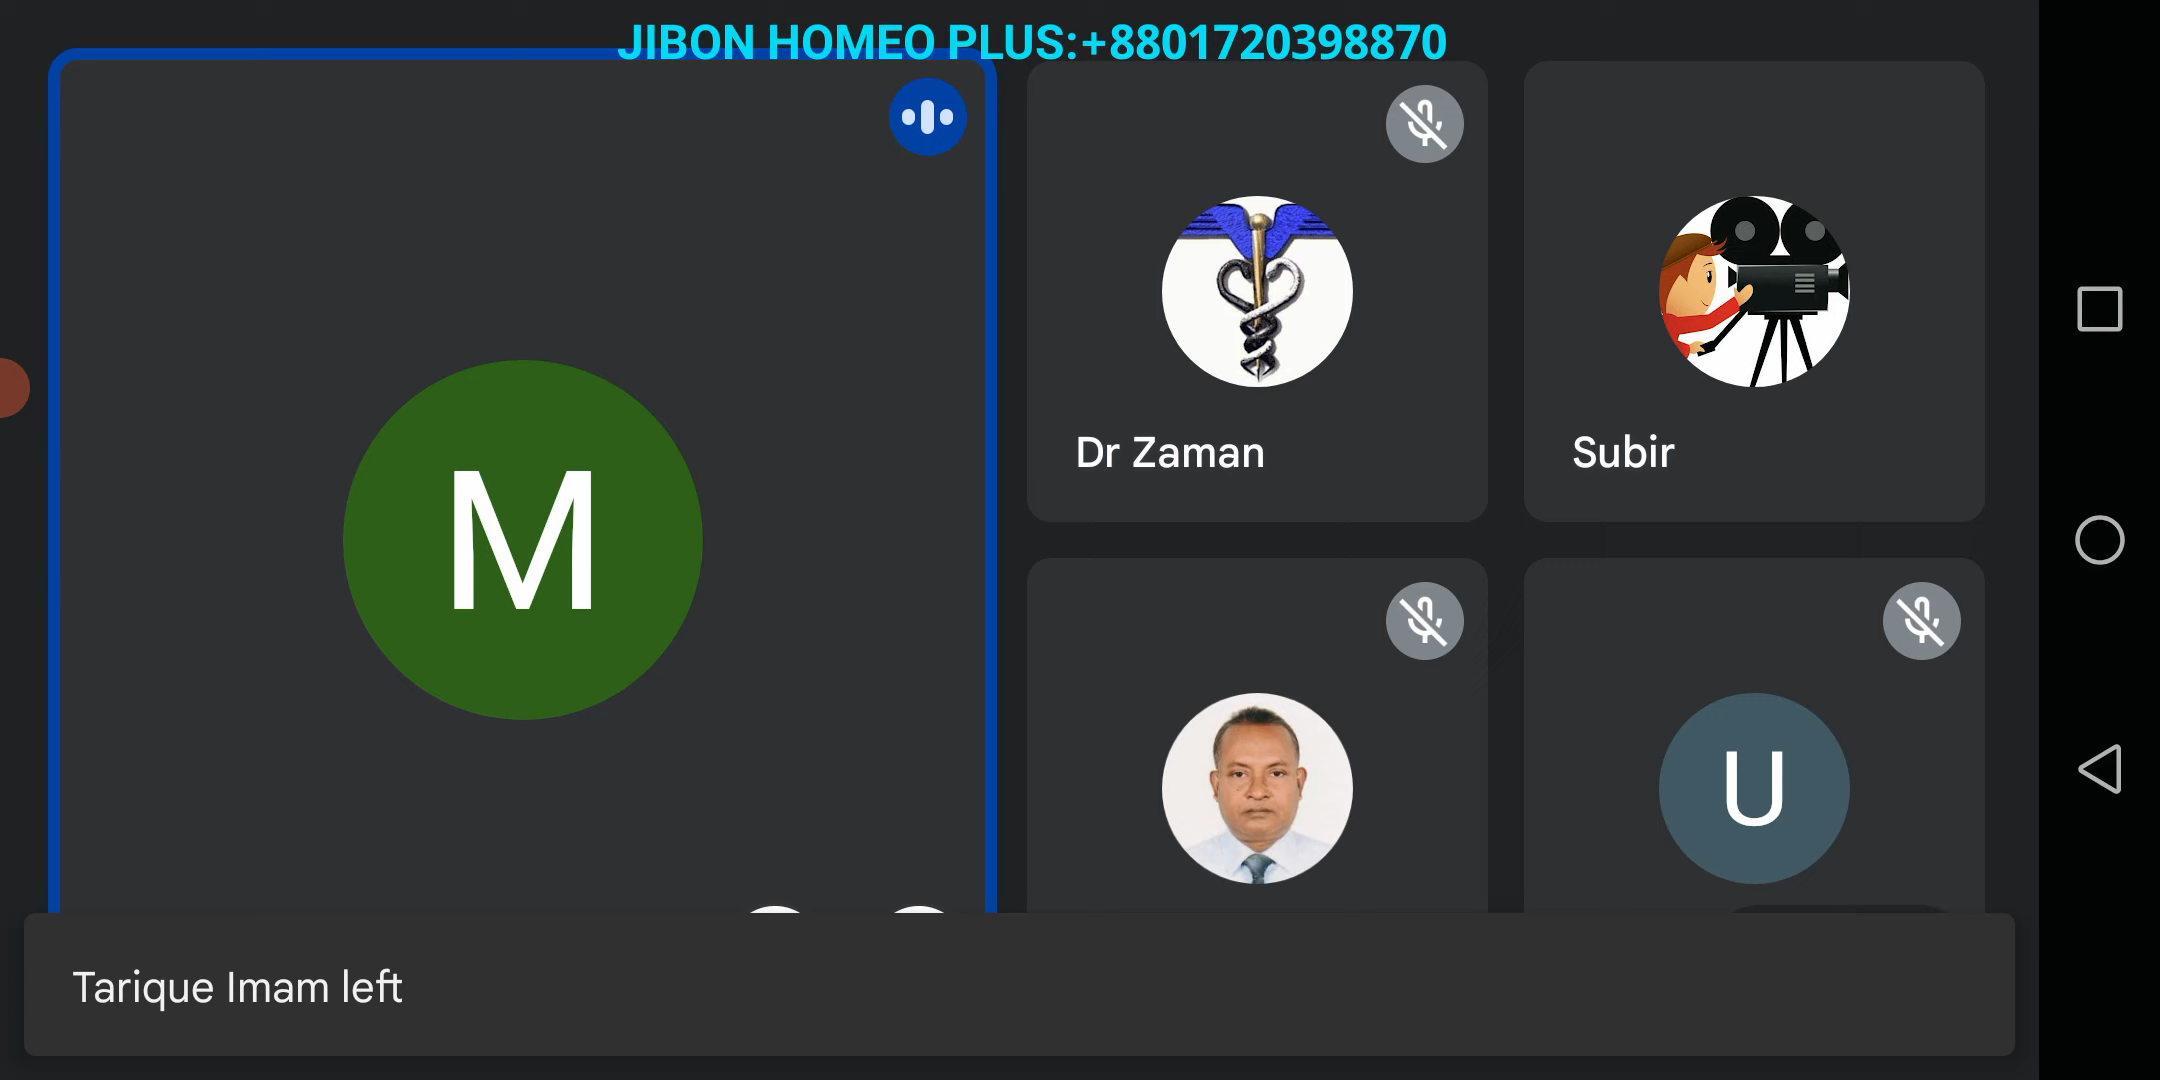 JIBON HOMEO PLUS:+8801720398870
M
Dr Zaman
Subir
U
Tarique Imam left